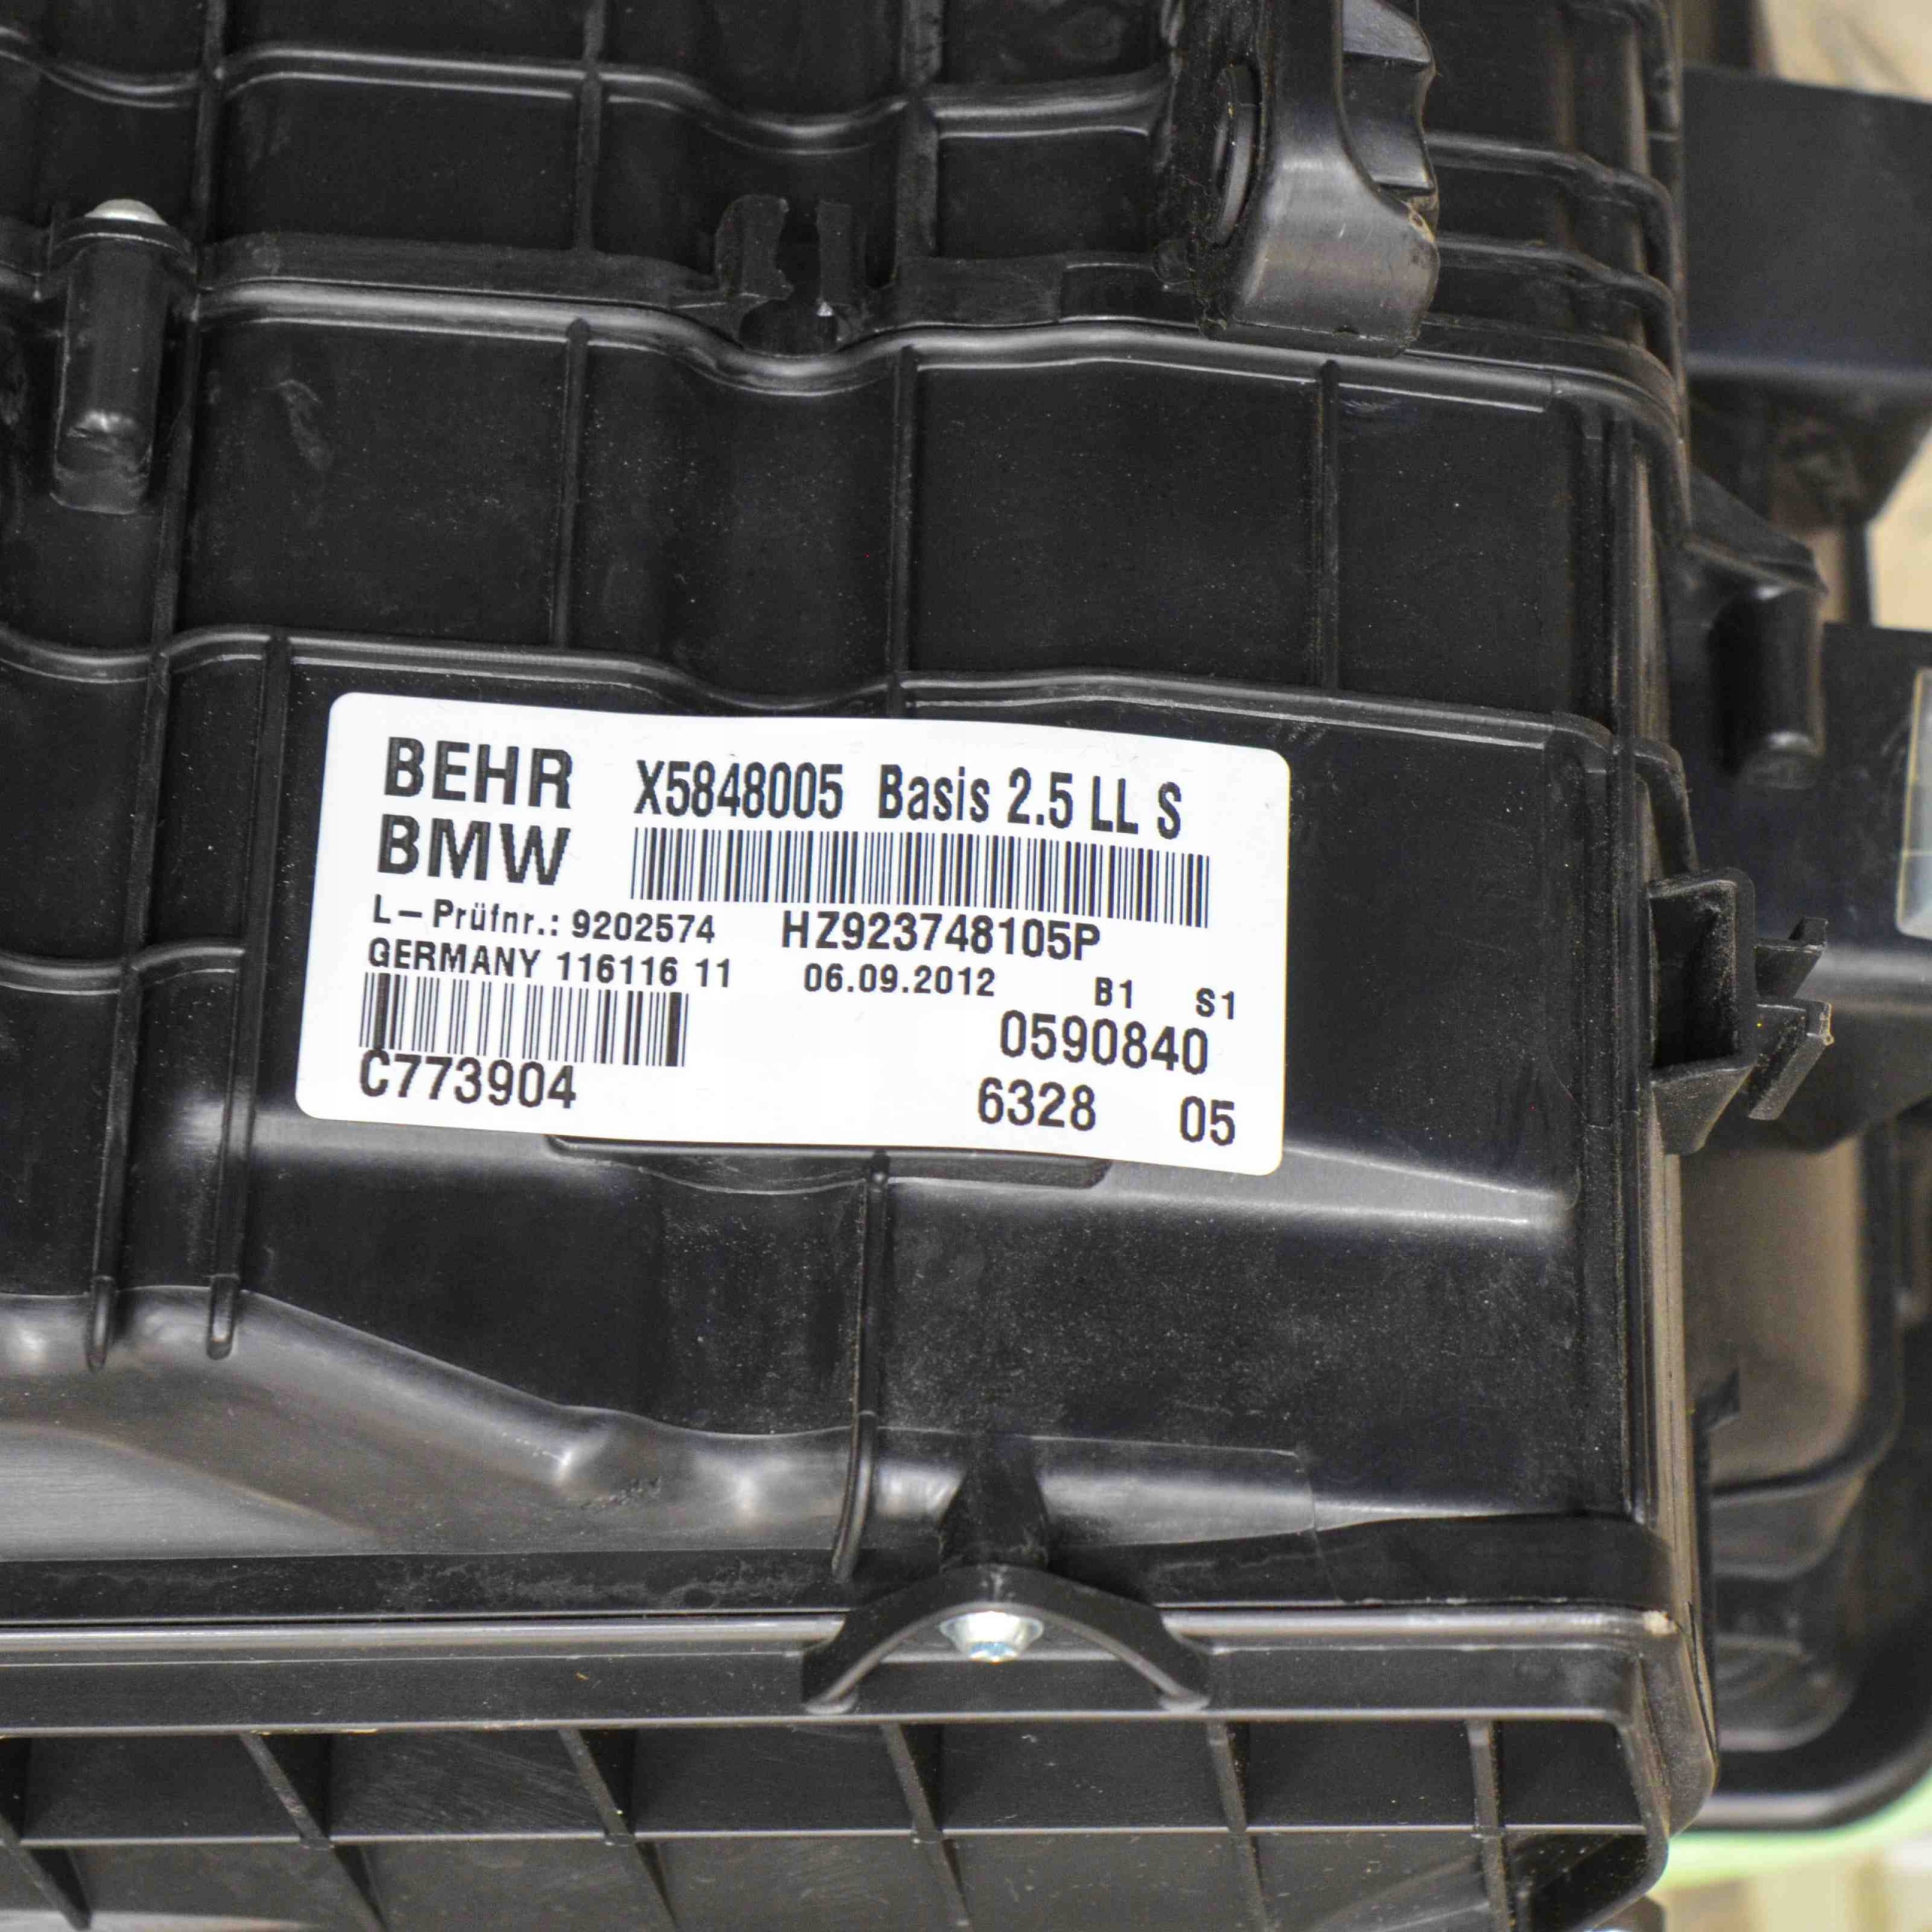 BEHR X5848005 Basis 2.5 LL S
BMW
L-Prüfnr.: 9202574 HZ923748105P
GERMANY 116116 11 06.09.2012 B1 S1
0590840
C773904 6328 05